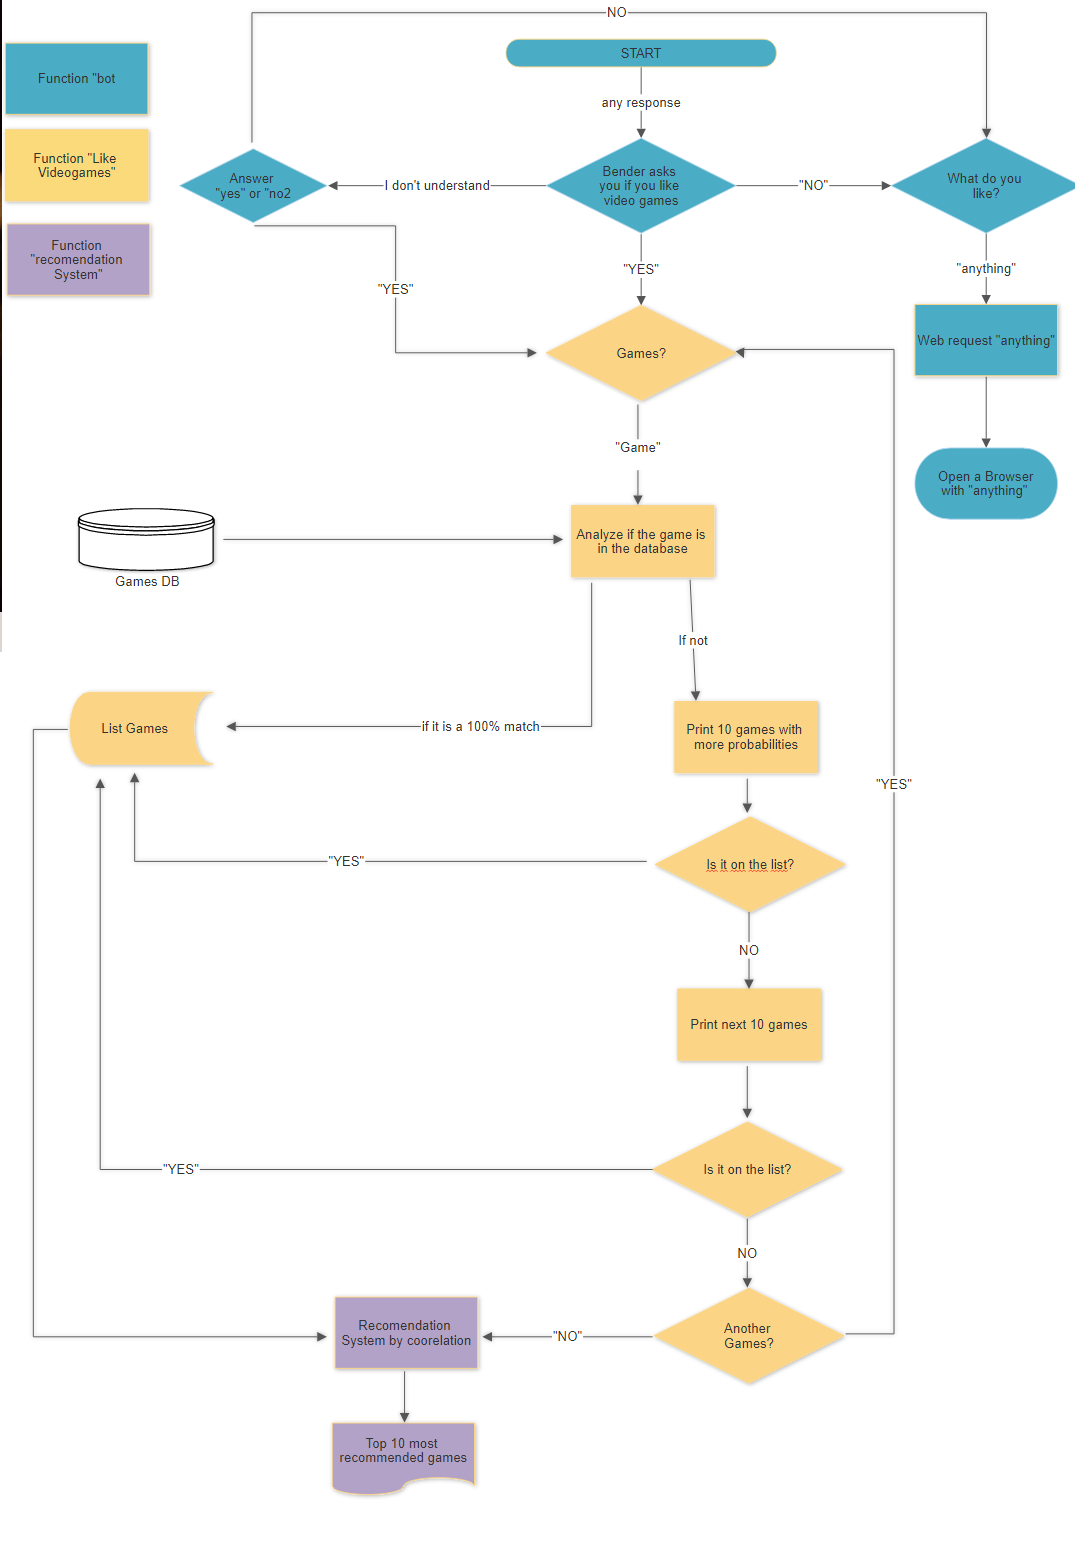 NO
START
Function "bot
any response
Function "Like
Videogames"
Answer
"yes" or "no2
I don't understand
Bender asks
you if you like
video games
"NO"
What do you
like?
Function
"recomendation
System"
"YES"
"YES"
"anything"
Web request "anything"
Games?
"Game"
Open a Browser
with "anything"
Games DB
Analyze if the game is
in the database
If not
List Games
if it is a 100% match
Print 10 games with
more probabilities
"YES"
"YES"
Is it on the list?
NO
Print next 10 games
"YES"
Is it on the list?
NO
Recomendation
System by coorelation
"NO"
Another
Games?
Top 10 most
recommended games